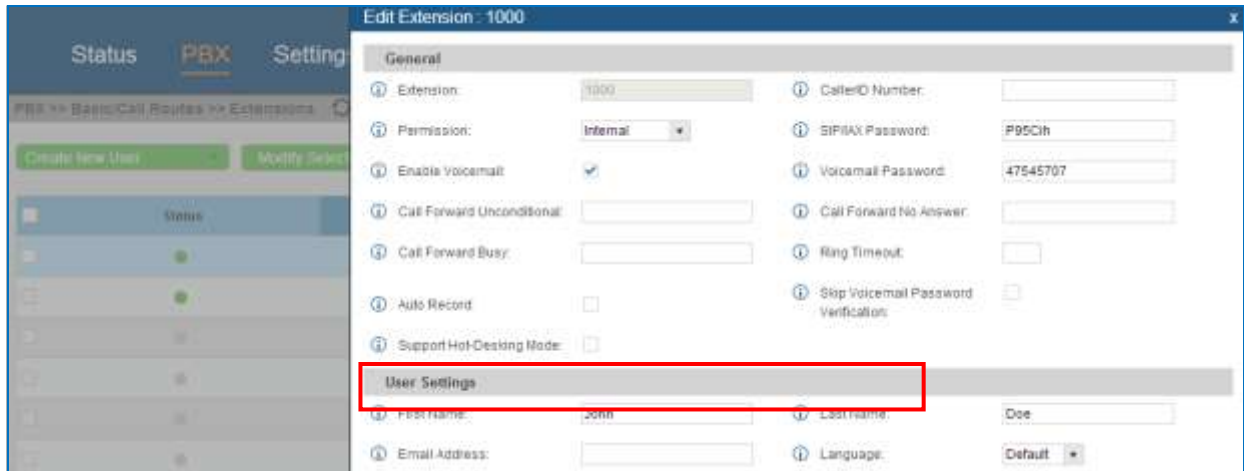 Edit Extension : 1000 x
Status PBX Setting
General
Extension: 1000 CallerID Number:
PBX >> Basic/Call Routes >> Extensions
Permission: Internal SIP/IAX Password: P95Cih
Create New User Modify Select
Enable Voicemail: Voicemail Password: 47545707
Status
Call Forward Unconditional: Call Forward No Answer:
Call Forward Busy: Ring Timeout:
Auto Record: Skip Voicemail Password
Verification:
Support Hot-Desking Mode:
User Settings
First Name: John Last Name: Doe
Email Address: Language: Default